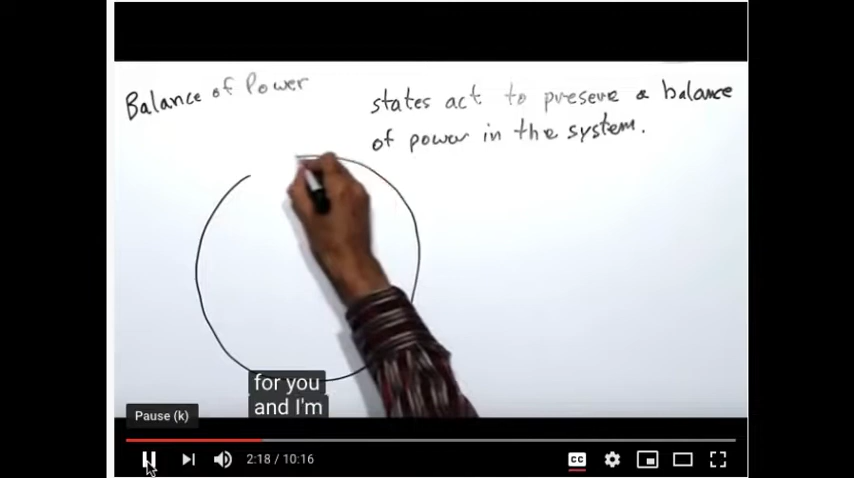 Balance of Power
states act to preseve a balance
of power in the system.
for you
and I'm
Pause (k)
2:18 / 10:16
CC